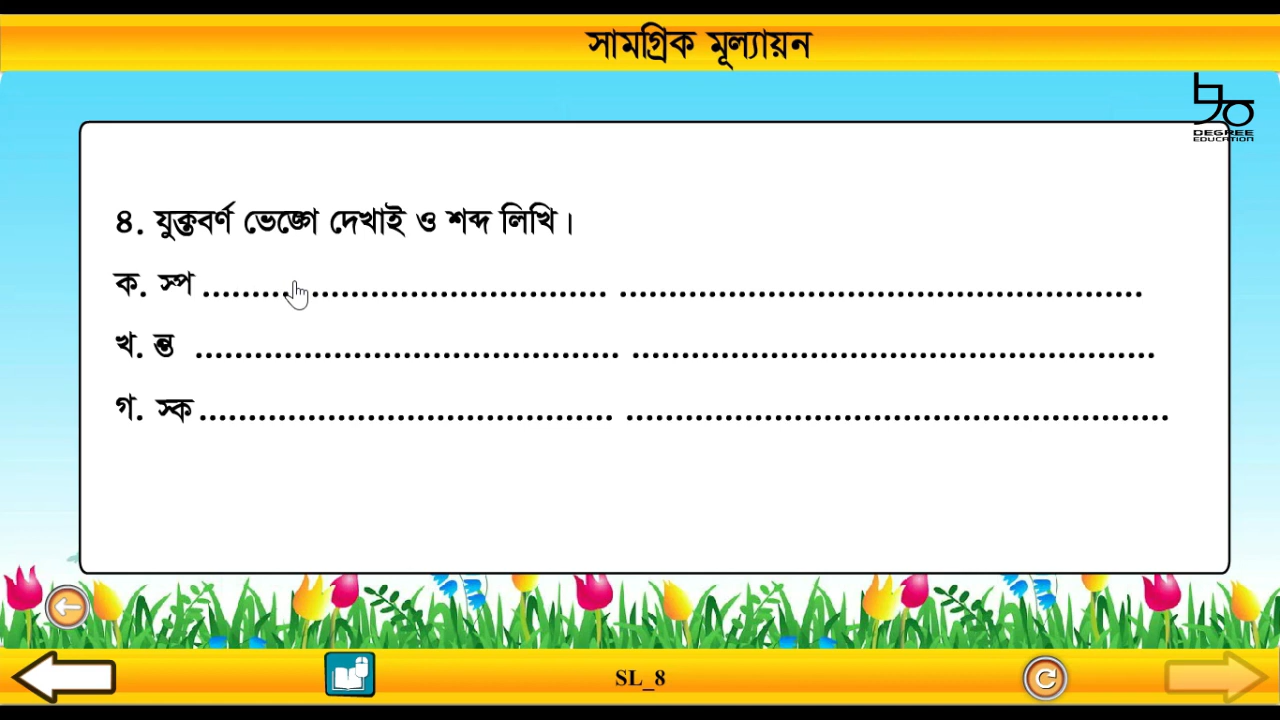 সামগ্রিক মূল্যায়ন
DEGREE
EDUCATION
৪. যুক্তবর্ণ ভেঙ্গে দেখাই ও শব্দ লিখি।
ক. স্প ........................................ ....................................................
খ. ন্ত .......................................... ....................................................
গ. স্ক ......................................... ......................................................
SL_8